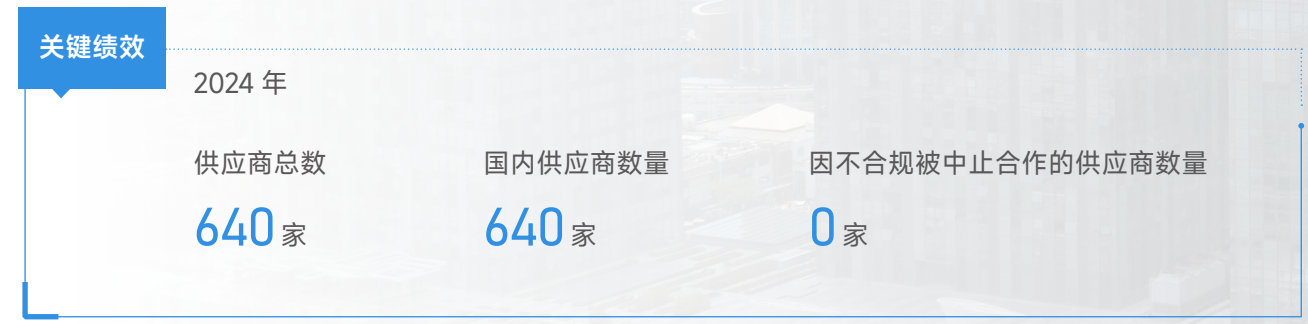 关键绩效
2024 年
供应商总数
640 家
国内供应商数量
640 家
因不合规被中止合作的供应商数量
0 家